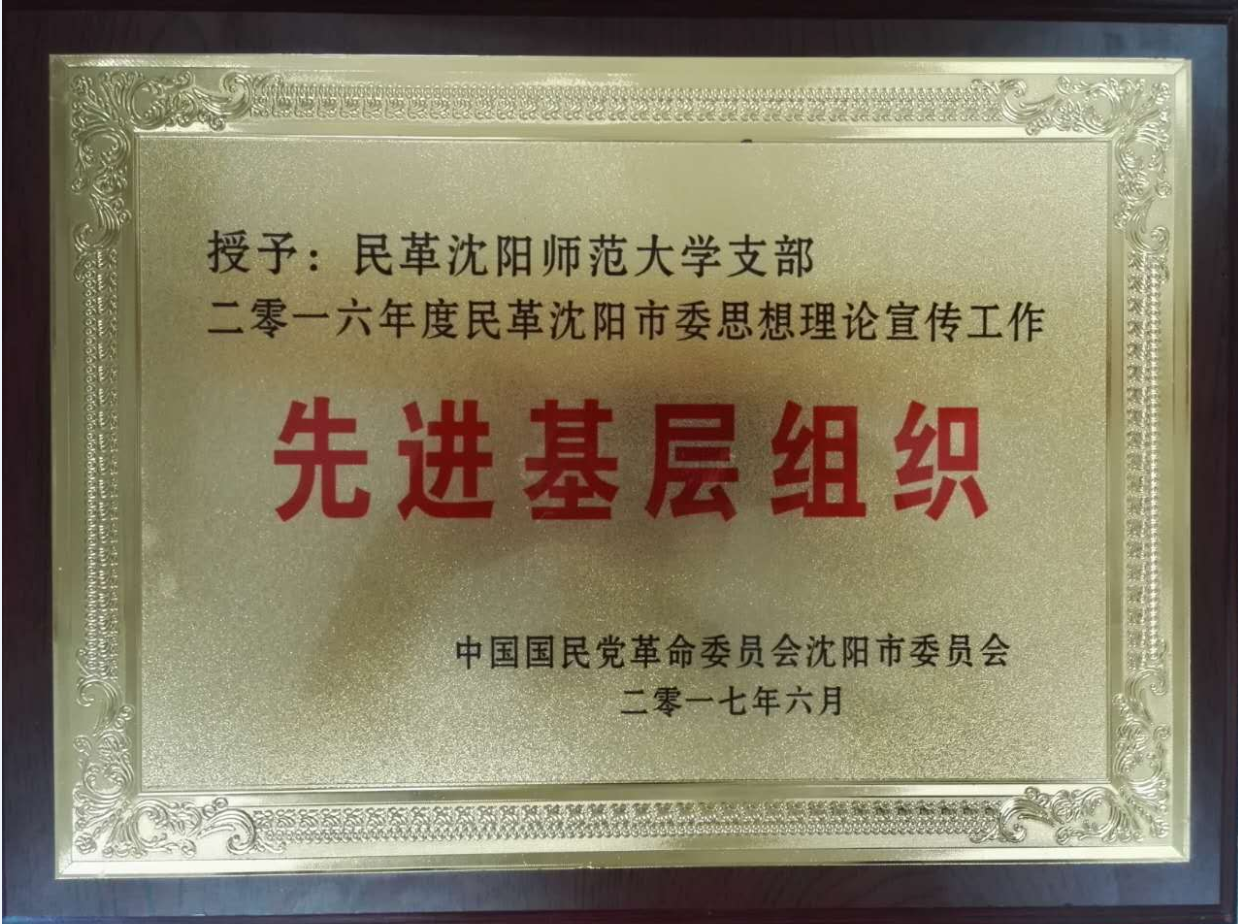 授予：民革沈阳师范大学支部
二零一六年度民革沈阳市委思想理论宣传工作
先进基层组织
中国国民党革命委员会沈阳市委员会
二零一七年六月